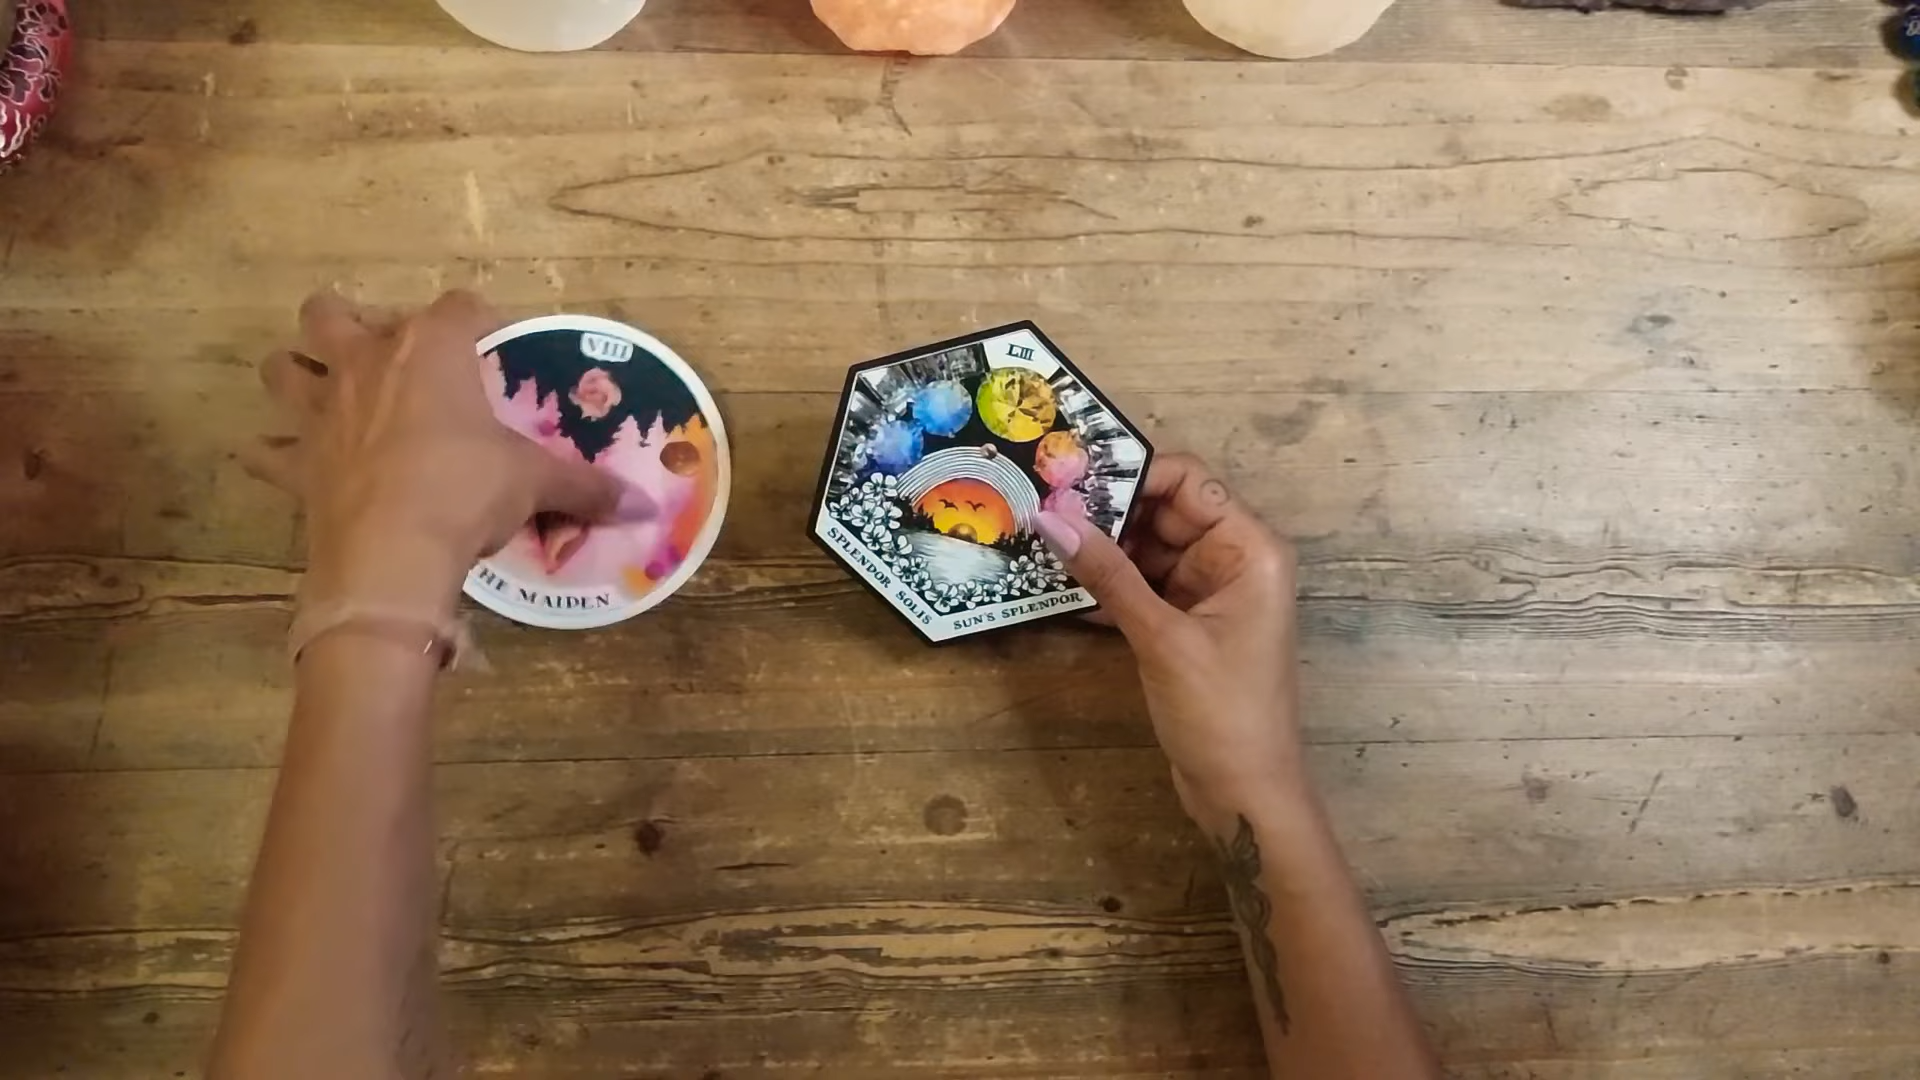 VIII
HE MAIDEN
LIII
SPLENDOR SOLIS
SUN'S SPLENDOR